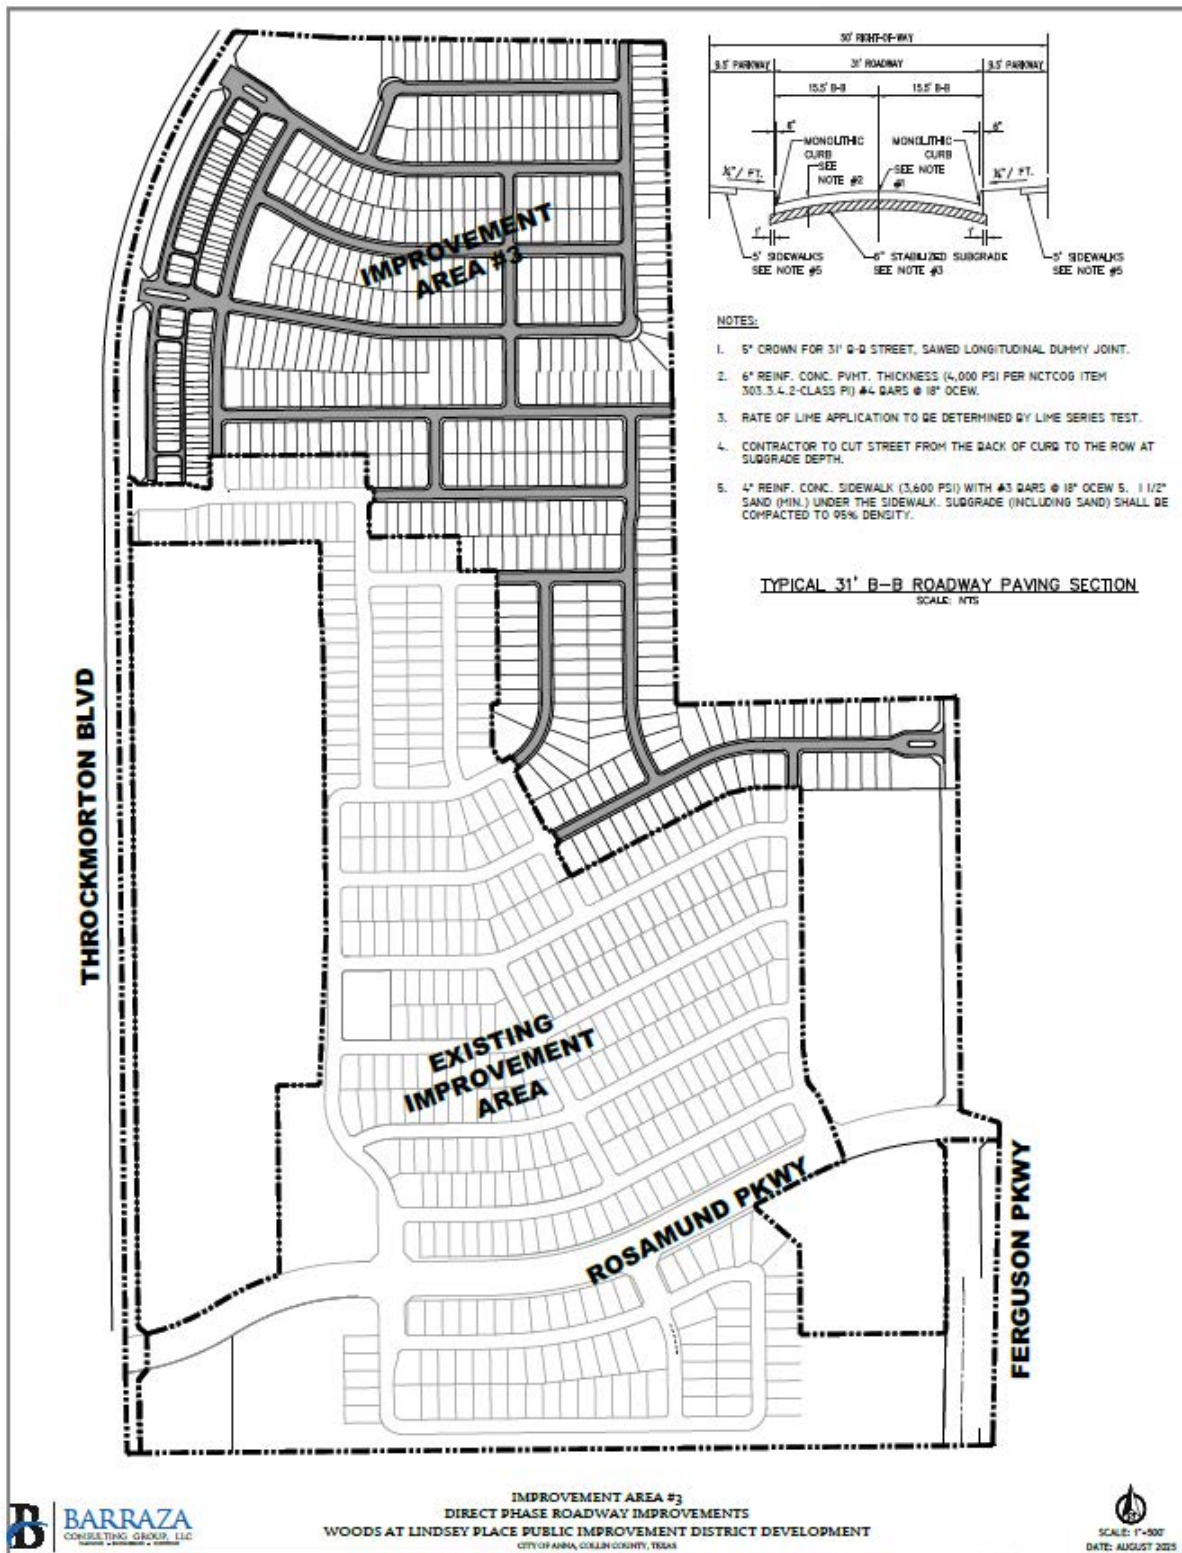 50' RIGHT-OF-WAY
9.5' PARKWAY
31' ROADWAY
9.5' PARKWAY
15.5' B-B
15.5' B-B
6"
6"
MONOLITHIC
CURB
MONOLITHIC
CURB
SEE
NOTE #2
SEE NOTE
#1
¼"/ FT.
¼"/ FT.
1'
1'
5' SIDEWALKS
SEE NOTE #5
6" STABILIZED SUBGRADE
SEE NOTE #3
5' SIDEWALKS
SEE NOTE #5
NOTES:
1. 5" CROWN FOR 31' B-B STREET, SAWED LONGITUDINAL DUMMY JOINT.
2. 6" REINF. CONC. PVMT. THICKNESS (4,000 PSI PER NCTCOG ITEM
303.3.4.2-CLASS P1) #4 BARS @ 18" OCEW.
3. RATE OF LIME APPLICATION TO BE DETERMINED BY LIME SERIES TEST.
4. CONTRACTOR TO CUT STREET FROM THE BACK OF CURB TO THE ROW AT
SUBGRADE DEPTH.
5. 4" REINF. CONC. SIDEWALK (3,600 PSI) WITH #3 BARS @ 18" OCEW 5. 1 1/2"
SAND (MIN.) UNDER THE SIDEWALK. SUBGRADE (INCLUDING SAND) SHALL BE
COMPACTED TO 95% DENSITY.
TYPICAL 31' B-B ROADWAY PAVING SECTION
SCALE: NTS
IMPROVEMENT
AREA #3
THROCKMORTON BLVD
EXISTING
IMPROVEMENT
AREA
ROSAMUND PKWY
FERGUSON PKWY
B
BARRAZA
CONSULTING GROUP, LLC
IMPROVEMENT AREA #3
DIRECT PHASE ROADWAY IMPROVEMENTS
WOODS AT LINDSEY PLACE PUBLIC IMPROVEMENT DISTRICT DEVELOPMENT
CITY OF ANNA, COLLIN COUNTY, TEXAS
SCALE: 1"=500'
DATE: AUGUST 2025